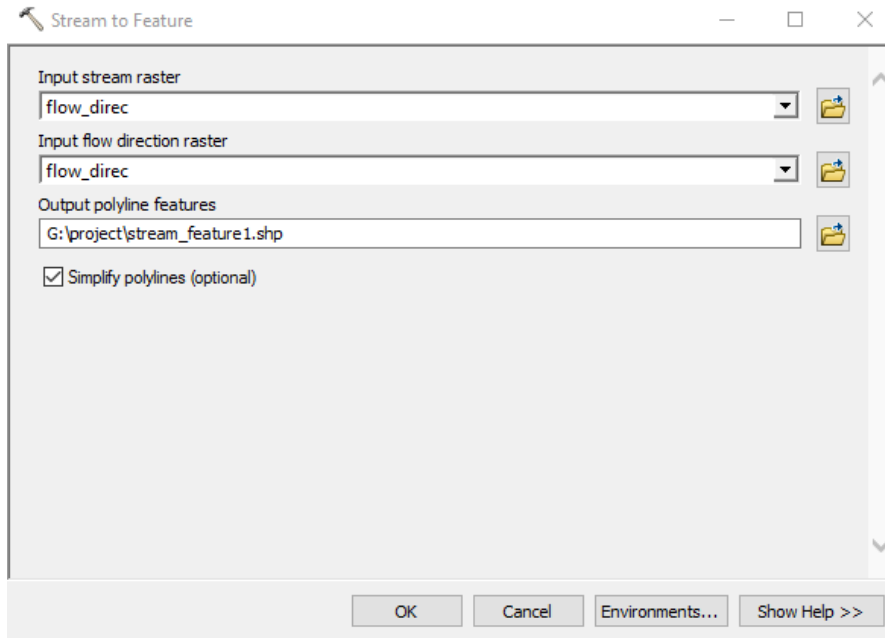 Stream to Feature
Input stream raster
flow_direc
Input flow direction raster
flow_direc
Output polyline features
G:\project\stream_feature1.shp
Simplify polylines (optional)
OK Cancel Environments... Show Help >>